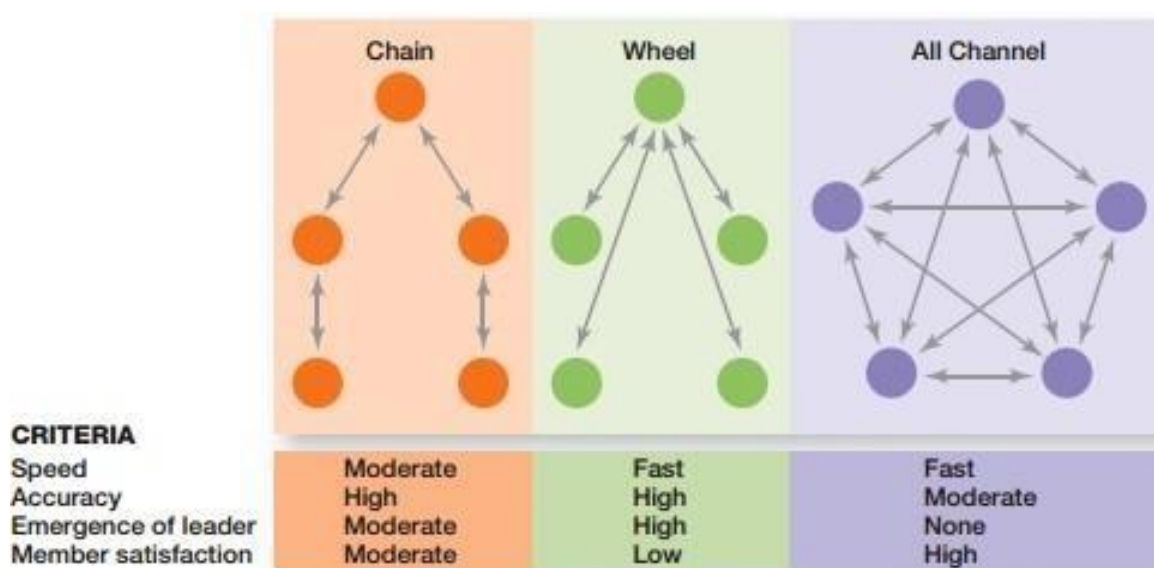 Chain Wheel All Channel
CRITERIA
Speed Moderate Fast Fast
Accuracy High High Moderate
Emergence of leader Moderate High None
Member satisfaction Moderate Low High